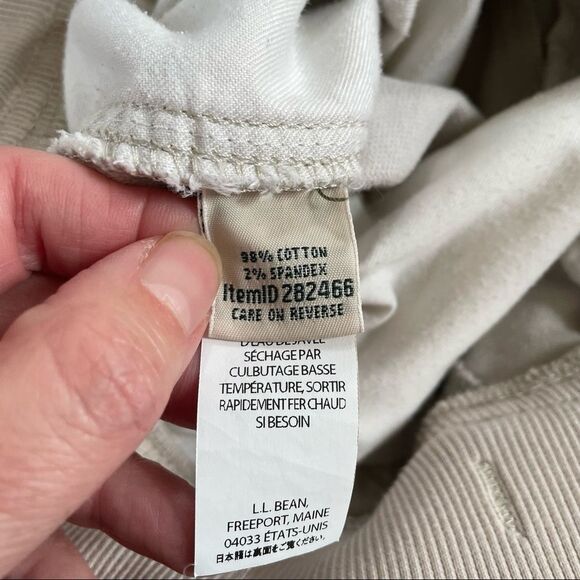 98% COTTON
2% SPANDEX
ItemID 282466
CARE ON REVERSE
D'EAU DÉSAVEE
SÉCHAGE PAR
CULBUTAGE BASSE
TEMPÉRATURE, SORTIR
RAPIDEMENT FER CHAUD
SI BESOIN
L.L. BEAN,
FREEPORT, MAINE
04033 ÉTATS-UNIS
日本語は裏面をご覧ください。